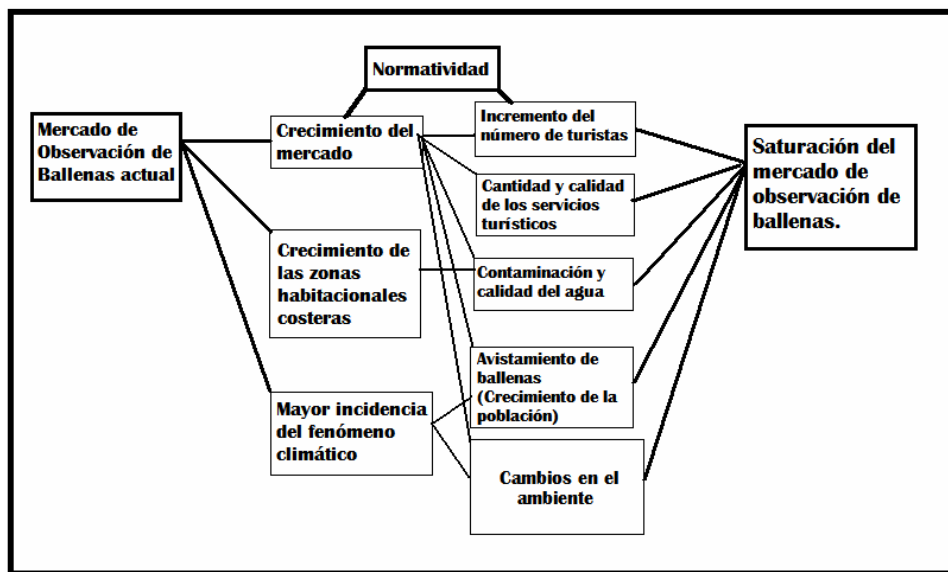 Normatividad
Mercado de
Observación de
Ballenas actual
Crecimiento del
mercado
Crecimiento de
las zonas
habitacionales
costeras
Mayor incidencia
del fenómeno
climático
Incremento del
número de turistas
Cantidad y calidad
de los servicios
turísticos
Contaminación y
calidad del agua
Avistamiento de
ballenas
(Crecimiento de la
población)
Cambios en el
ambiente
Saturación del
mercado de
observación de
ballenas.